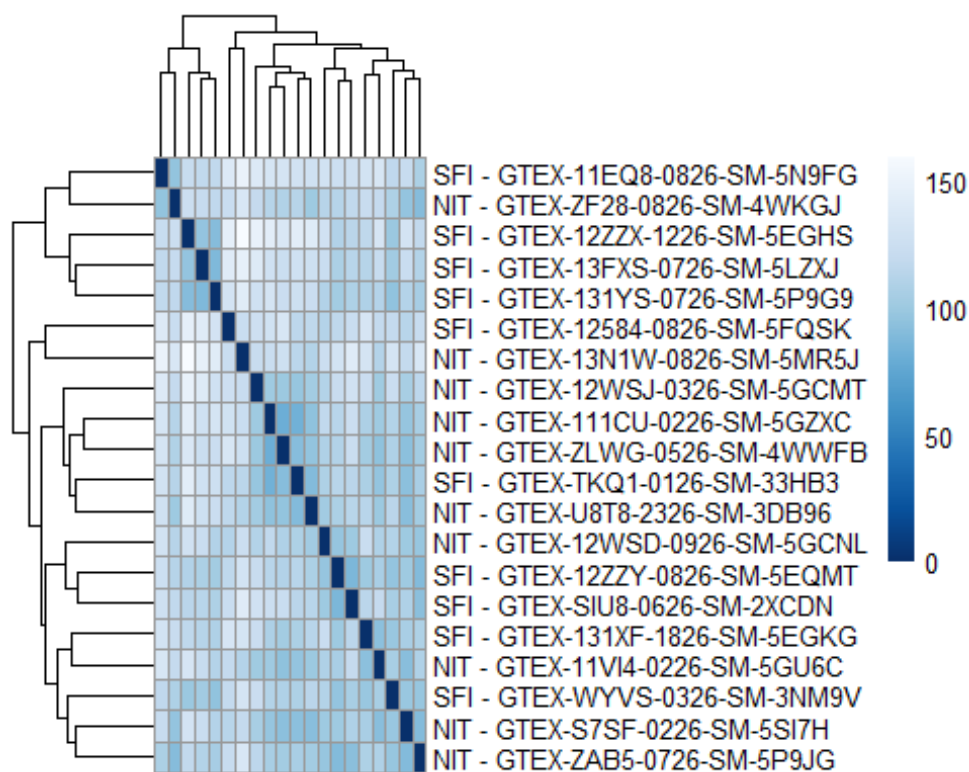 SFI - GTEX-11EQ8-0826-SM-5N9FG
NIT - GTEX-ZF28-0826-SM-4WKGJ
SFI - GTEX-12ZZX-1226-SM-5EGHS
SFI - GTEX-13FXS-0726-SM-5LZXJ
SFI - GTEX-131YS-0726-SM-5P9G9
SFI - GTEX-12584-0826-SM-5FQSK
NIT - GTEX-13N1W-0826-SM-5MR5J
NIT - GTEX-12WSJ-0326-SM-5GCMT
NIT - GTEX-111CU-0226-SM-5GZXC
NIT - GTEX-ZLWG-0526-SM-4WWFB
SFI - GTEX-TKQ1-0126-SM-33HB3
NIT - GTEX-U8T8-2326-SM-3DB96
NIT - GTEX-12WSD-0926-SM-5GCNL
SFI - GTEX-12ZZY-0826-SM-5EQMT
SFI - GTEX-SIU8-0626-SM-2XCDN
SFI - GTEX-131XF-1826-SM-5EGKG
NIT - GTEX-11VI4-0226-SM-5GU6C
SFI - GTEX-WYVS-0326-SM-3NM9V
NIT - GTEX-S7SF-0226-SM-5SI7H
NIT - GTEX-ZAB5-0726-SM-5P9JG
150
100
50
0